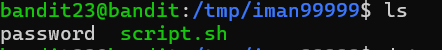 bandit23@bandit:/tmp/iman99999$ ls
password  script.sh